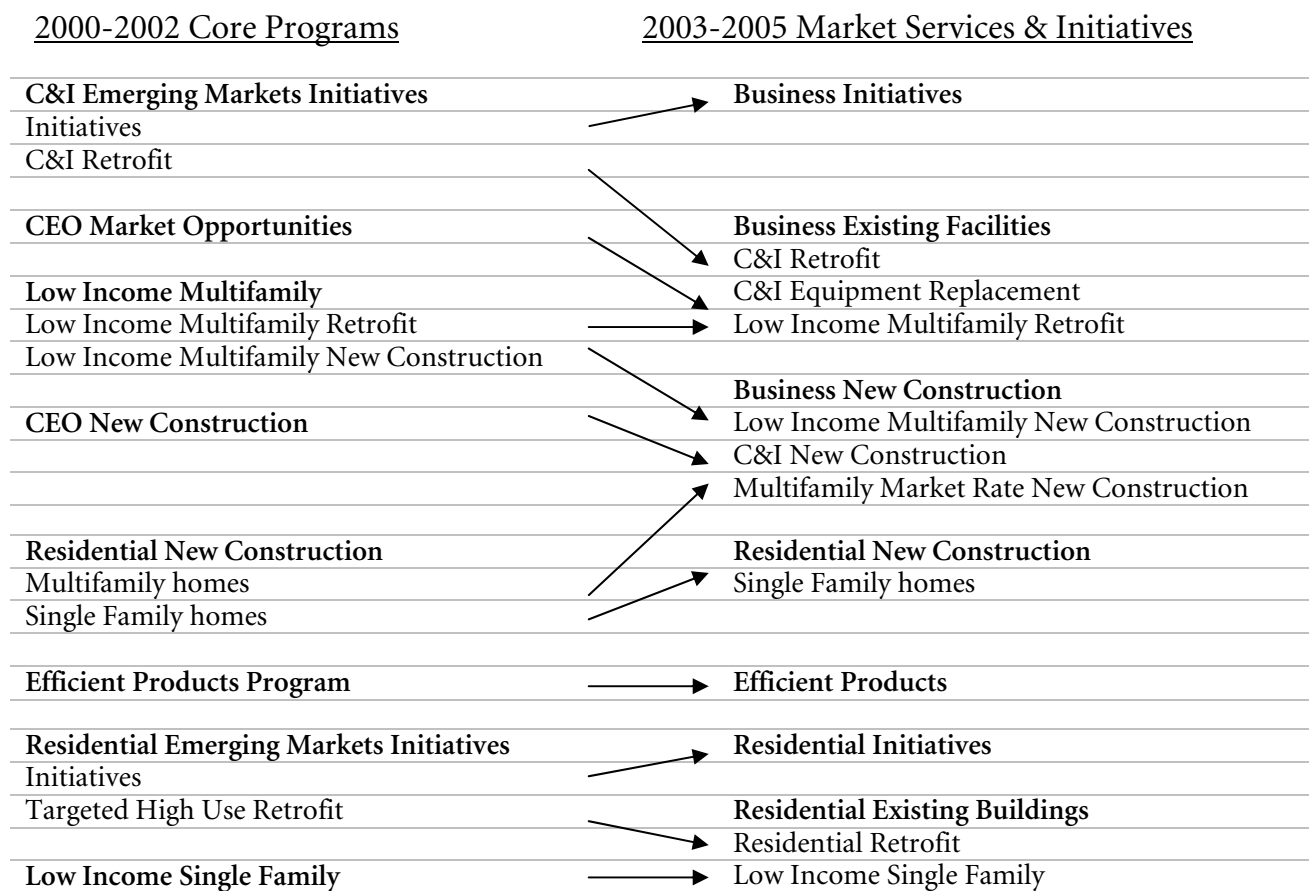 2000-2002 Core Programs
2003-2005 Market Services & Initiatives
C&I Emerging Markets Initiatives
Business Initiatives
Initiatives
C&I Retrofit
CEO Market Opportunities
Business Existing Facilities
C&I Retrofit
Low Income Multifamily
C&I Equipment Replacement
Low Income Multifamily Retrofit
Low Income Multifamily Retrofit
Low Income Multifamily New Construction
Business New Construction
CEO New Construction
Low Income Multifamily New Construction
C&I New Construction
Multifamily Market Rate New Construction
Residential New Construction
Residential New Construction
Multifamily homes
Single Family homes
Single Family homes
Efficient Products Program
Efficient Products
Residential Emerging Markets Initiatives
Residential Initiatives
Initiatives
Targeted High Use Retrofit
Residential Existing Buildings
Residential Retrofit
Low Income Single Family
Low Income Single Family